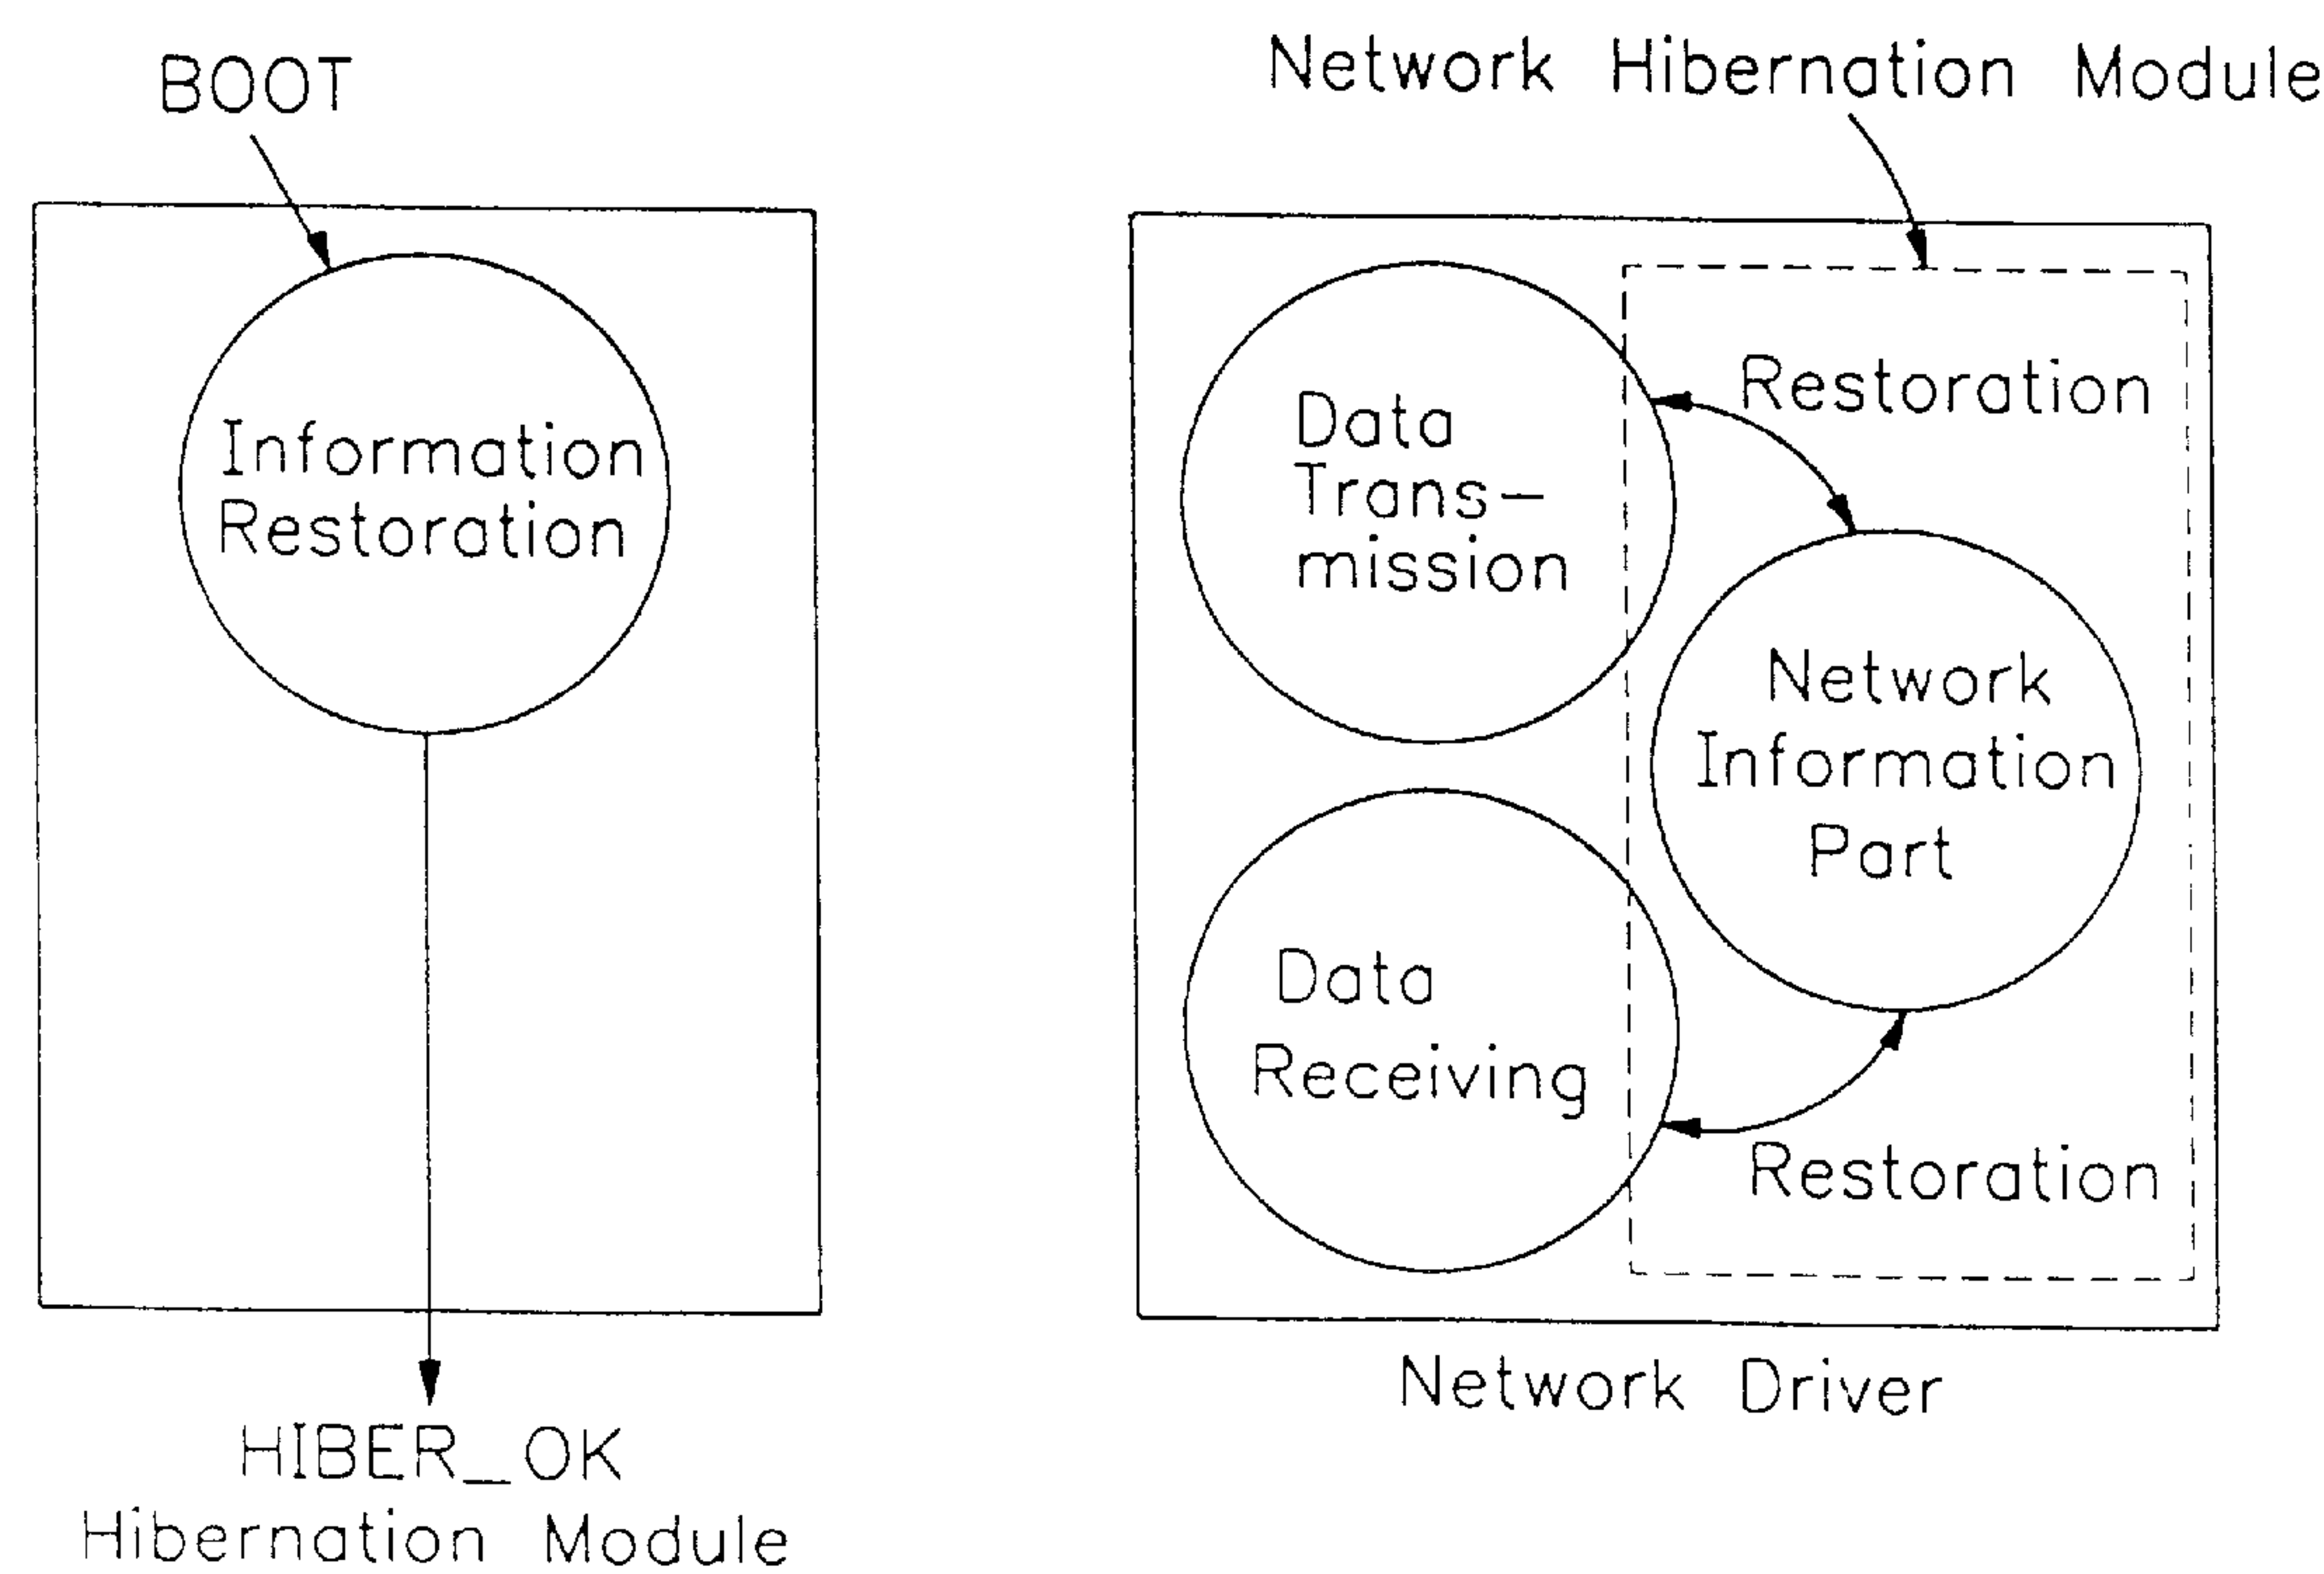 BOOT
Information
Restoration
HIBER_OK
Hibernation Module
Network Hibernation Module
Data
Trans-
mission
Restoration
Network
Information
Part
Data
Receiving
Restoration
Network Driver